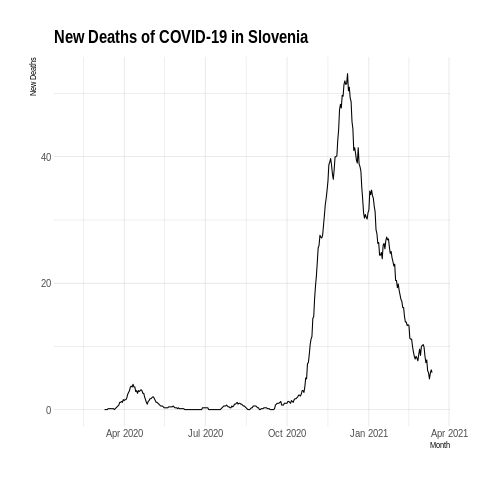 New Deaths of COVID-19 in Slovenia
New Deaths
40
20
0
Apr 2020 Jul 2020 Oct 2020 Jan 2021 Apr 2021
Month